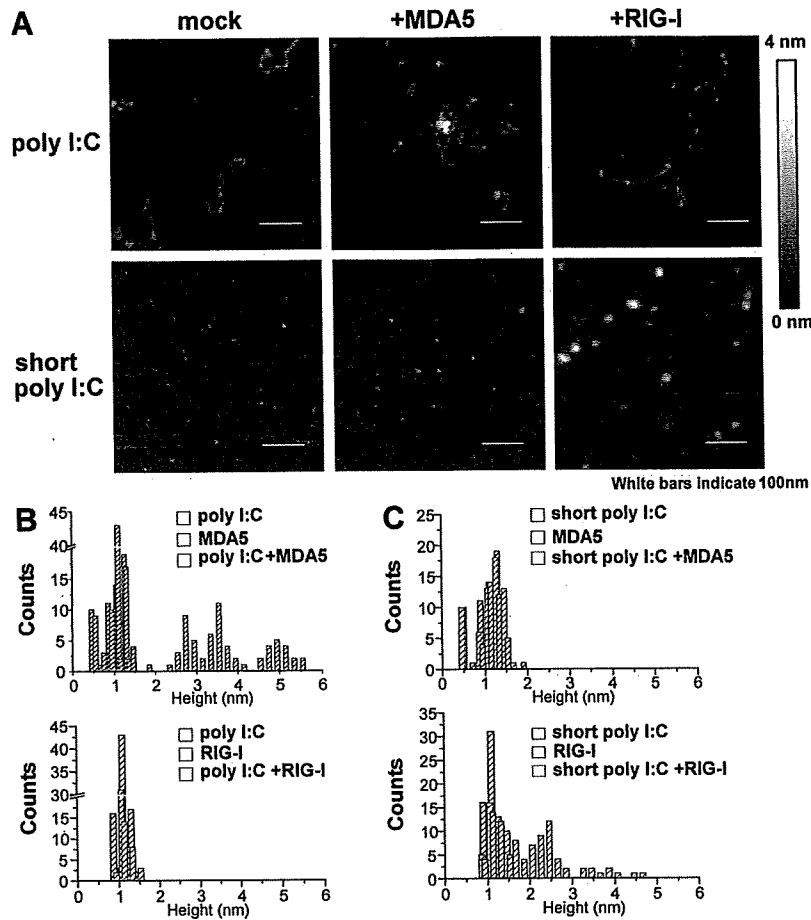 A
mock +MDA5 +RIG-I
4 nm
poly I:C
0 nm
short
poly I:C
White bars indicate 100nm
B
45
35
25
15
10
5
0
Counts
poly I:C
MDA5
poly I:C+MDA5
0 1 2 3 4 5 6
Height (nm)
C
25
20
15
10
5
0
Counts
short poly I:C
MDA5
short poly I:C +MDA5
0 1 2 3 4 5 6
Height (nm)
45
40
35
30
20
10
0
Counts
poly I:C
RIG-I
poly I:C +RIG-I
0 1 2 3 4 5 6
Height (nm)
35
30
25
20
15
10
5
0
Counts
short poly I:C
RIG-I
short poly I:C +RIG-I
0 1 2 3 4 5 6
Height (nm)